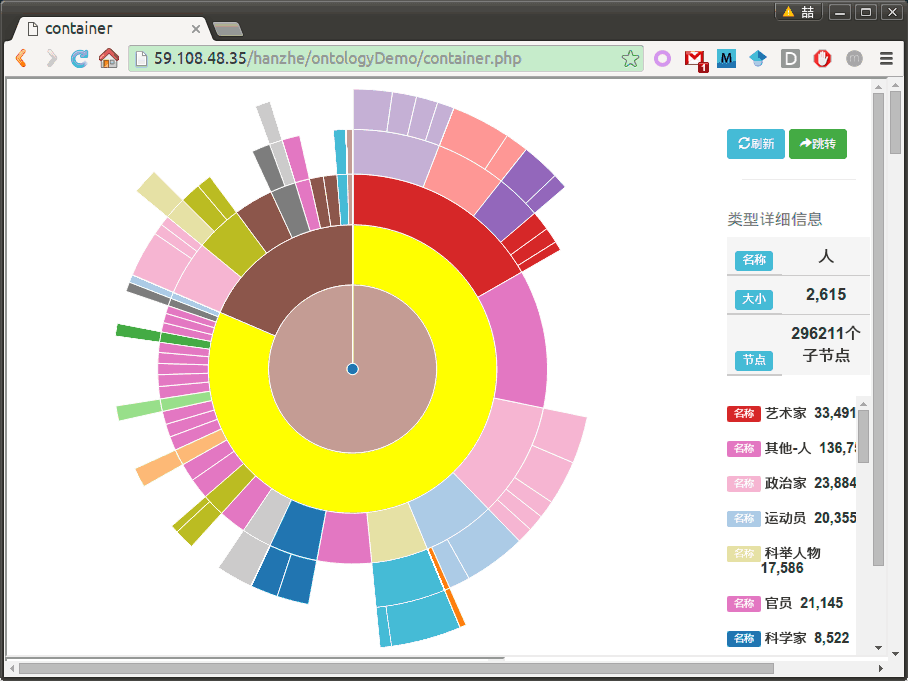 喆
container
59.108.48.35/hanzhe/ontologyDemo/container.php
1
M
D
m
刷新
跳转
类型详细信息
名称 人
大小 2,615
节点 296211个
子节点
名称 艺术家 33,491
名称 其他-人 136,7
名称 政治家 23,884
名称 运动员 20,355
名称 科举人物
17,586
名称 官员 21,145
名称 科学家 8,522